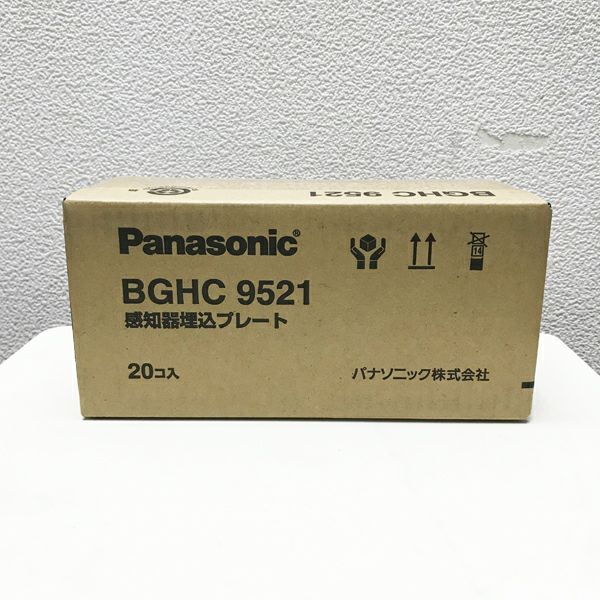 BGHC 9521
Panasonic®
BGHC 9521
感知器埋込プレート
14
20コ入
パナソニック株式会社